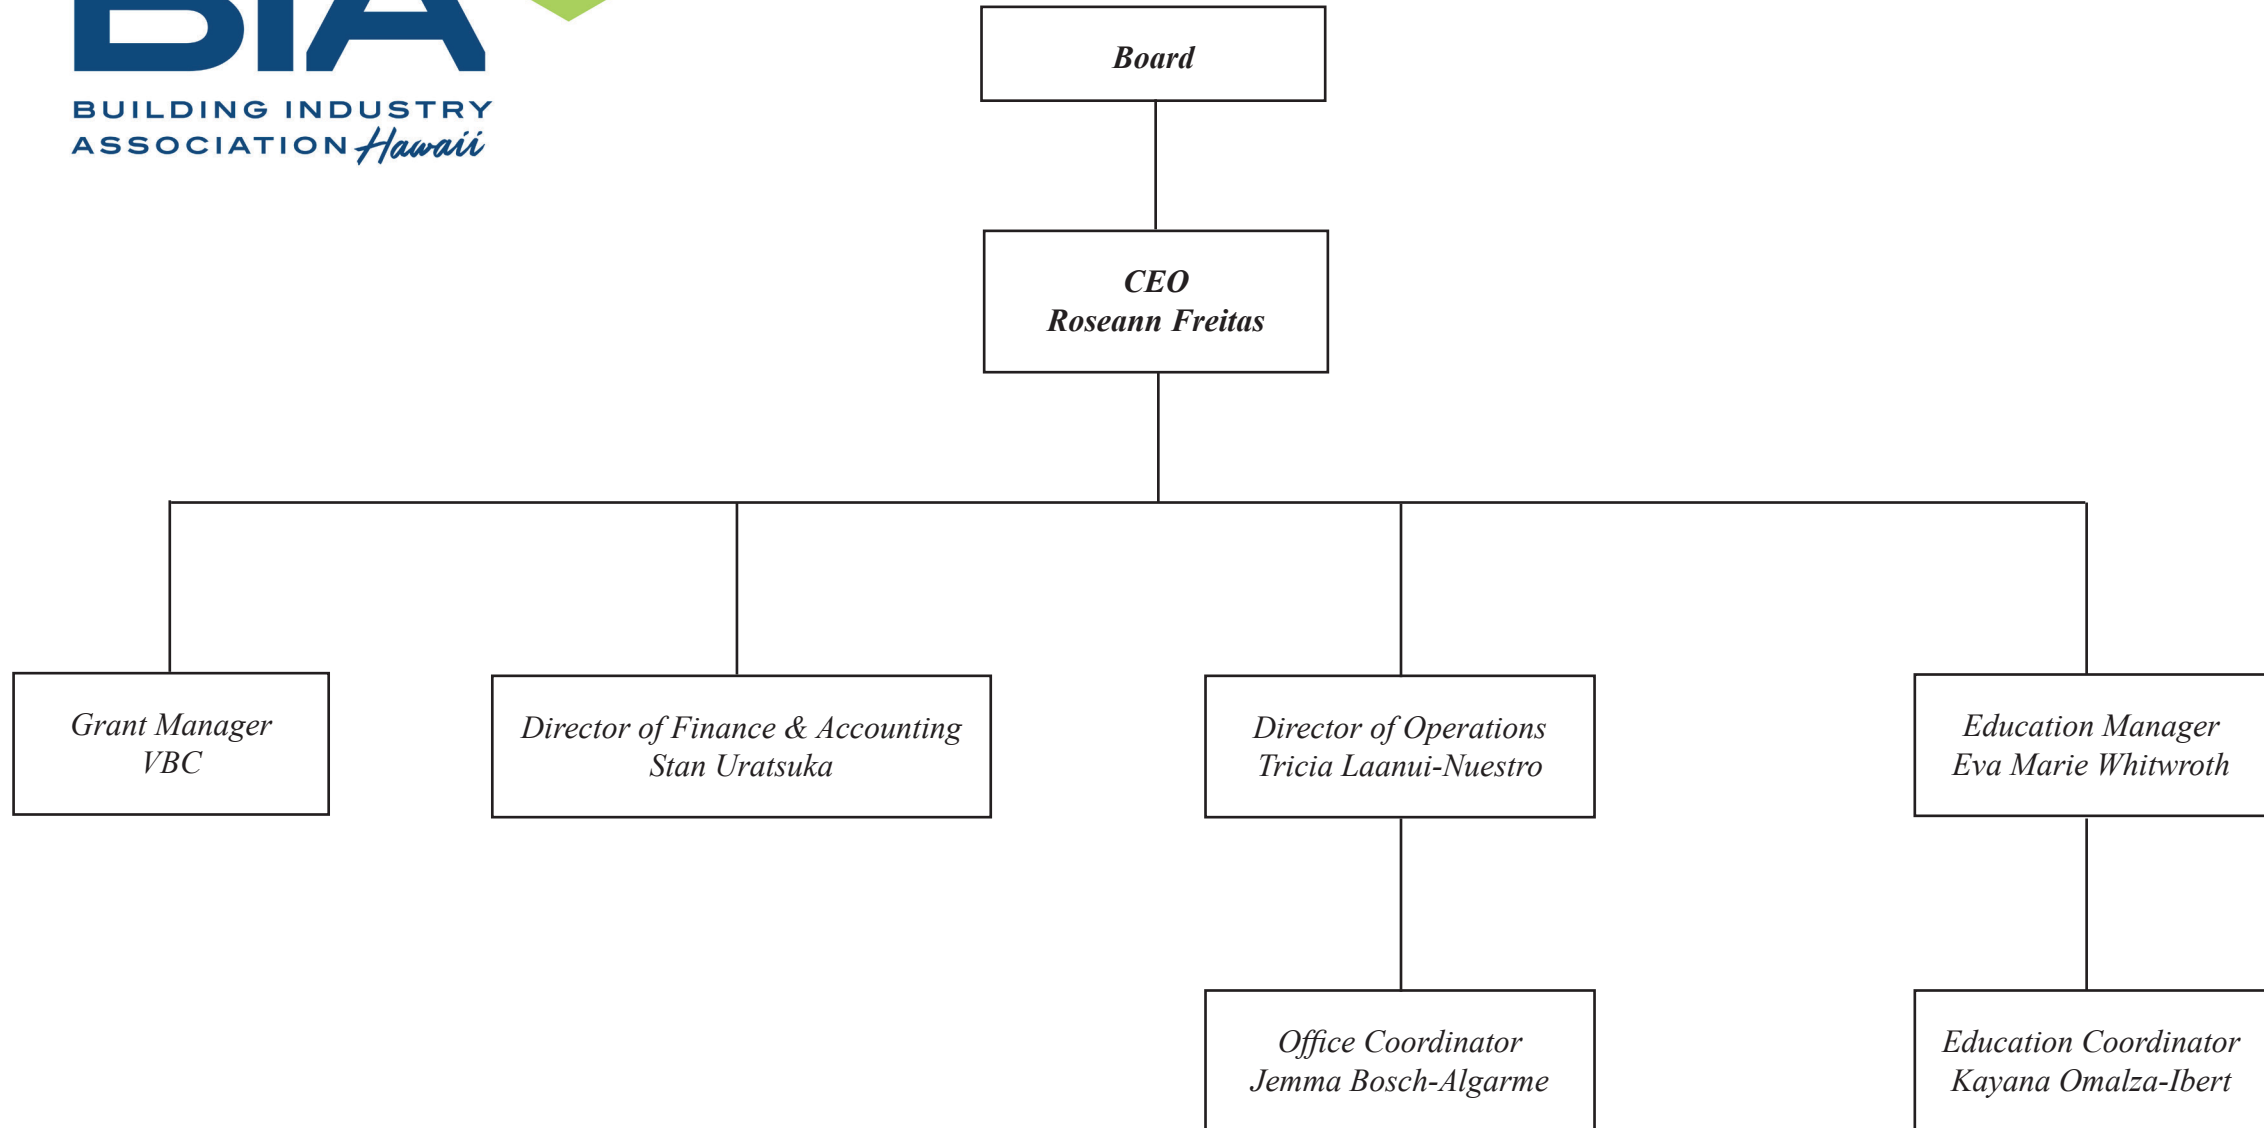 BIA
BUILDING INDUSTRY
ASSOCIATION Hawaii
Board
CEO
Roseann Freitas
Grant Manager
VBC
Director of Finance & Accounting
Stan Uratsuka
Director of Operations
Tricia Laanui-Nuestro
Education Manager
Eva Marie Whitwroth
Office Coordinator
Jemma Bosch-Algarme
Education Coordinator
Kayana Omalza-Ibert